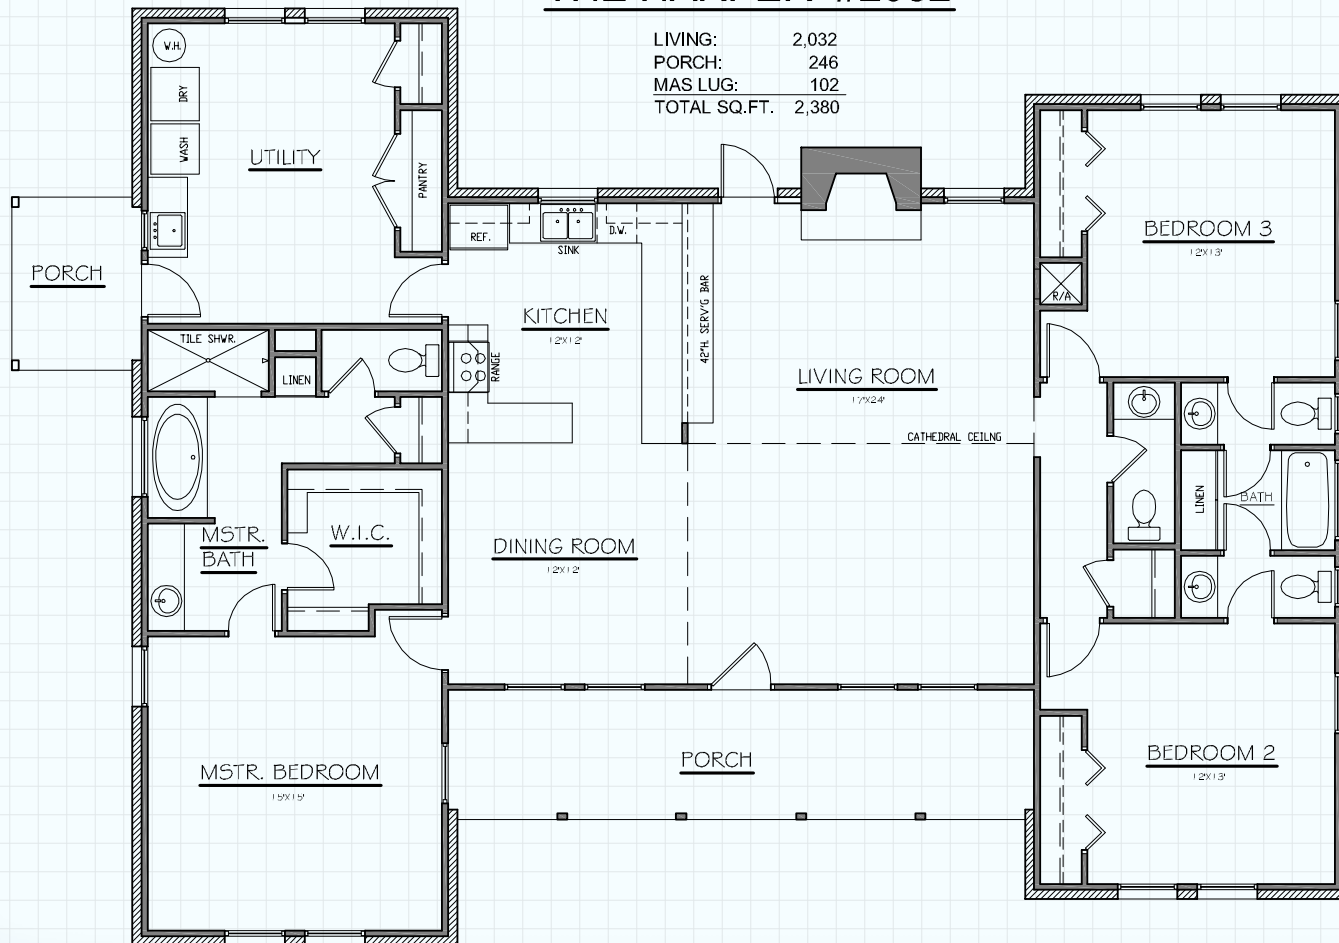 LIVING: 2,032
PORCH: 246
MAS LUG: 102
TOTAL SQ.FT. 2,380
W.H.
DRY
WASH
UTILITY
PANTRY
PORCH
REF.
SINK
D.W.
KITCHEN
12'X12'
RANGE
42"H. SERV'G BAR
LIVING ROOM
17'X24'
CATHEDRAL CEILNG
BEDROOM 3
12'X13'
R/A
TILE SHWR.
LINEN
MSTR.
BATH
W.I.C.
DINING ROOM
12'X12'
LINEN
BATH
MSTR. BEDROOM
15'X15'
PORCH
BEDROOM 2
12'X13'